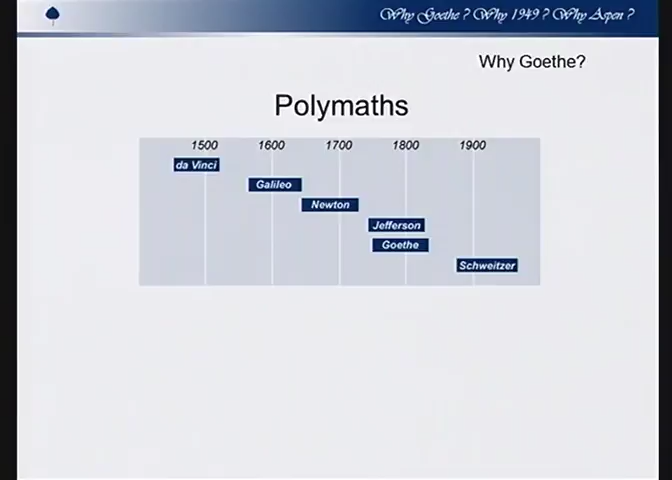 Why Goethe ? Why 1949 ? Why Aspen ?
Why Goethe?
Polymaths
1500 1600 1700 1800 1900
da Vinci
Galileo
Newton
Jefferson
Goethe
Schweitzer